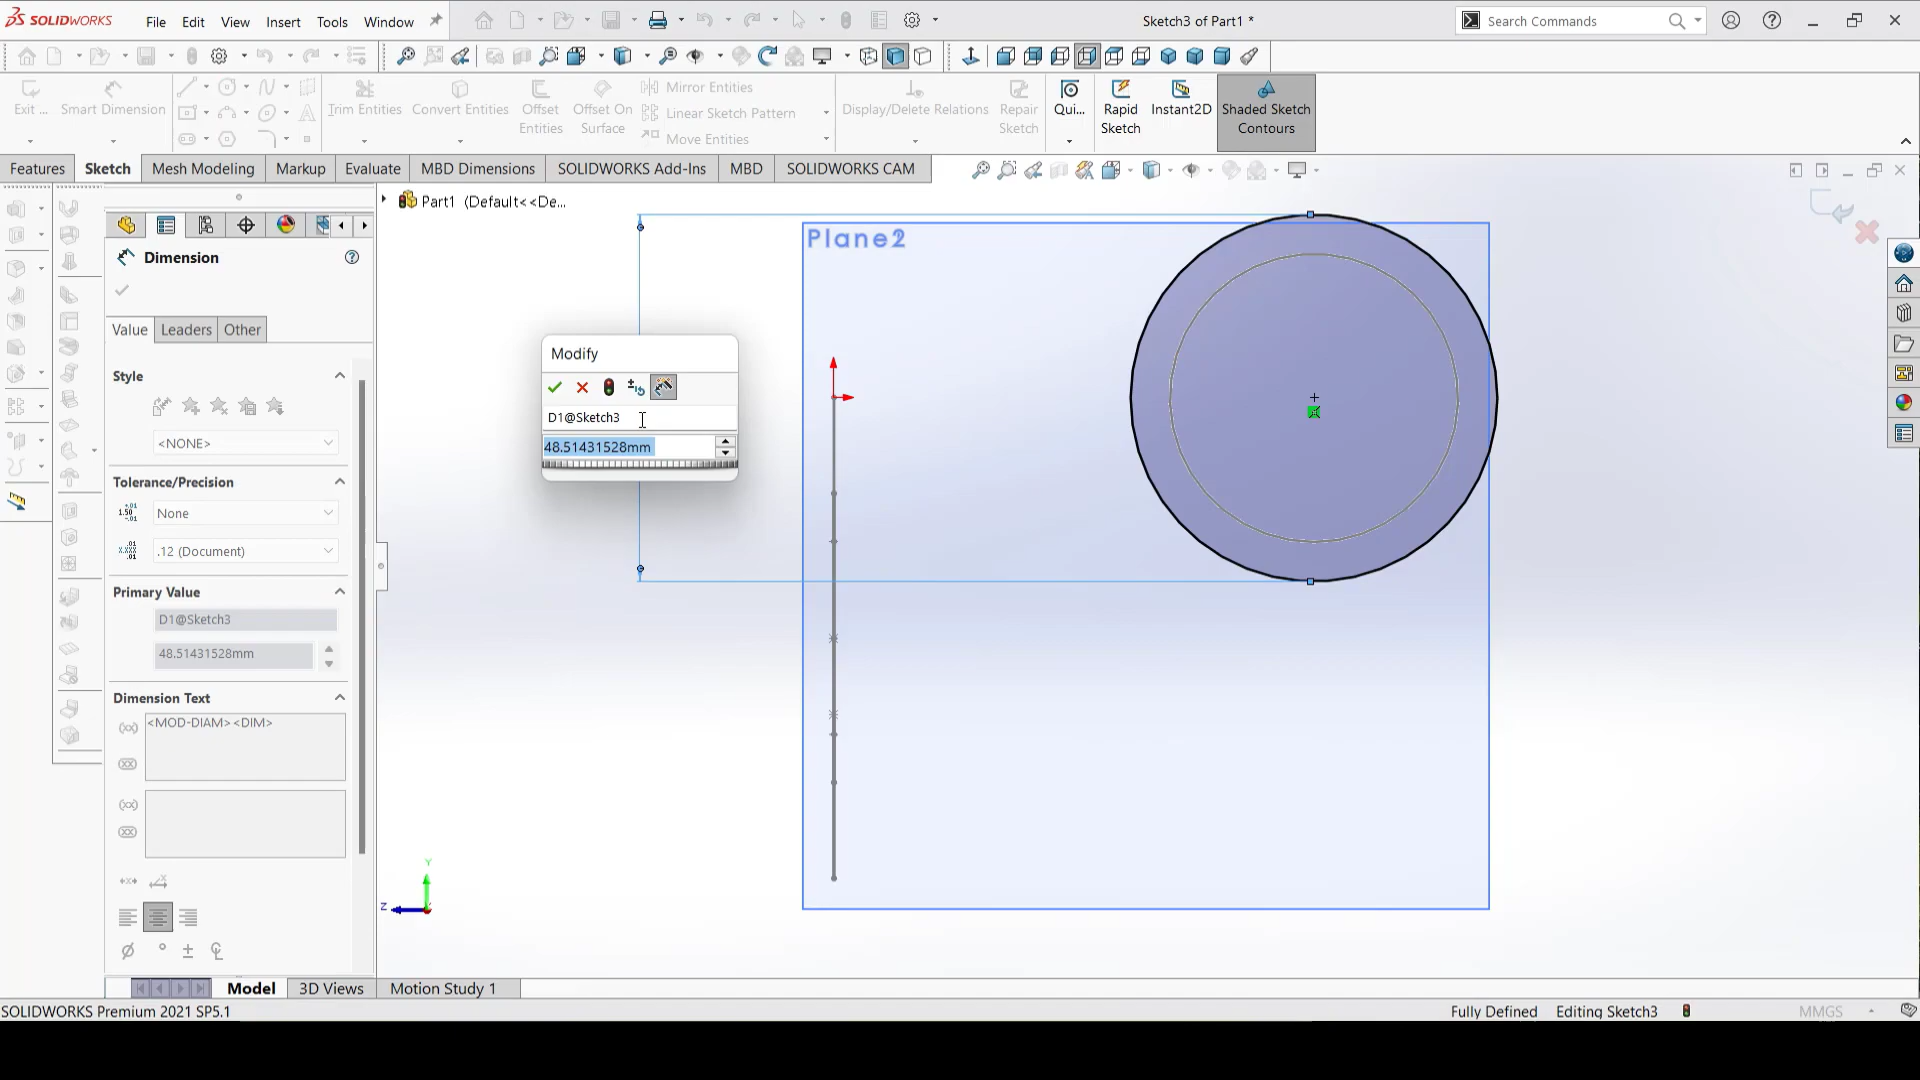 SOLIDWORKS File Edit View Insert Tools Window
Sketch3 of Part1 *
Search Commands
Exit ... Smart Dimension
Trim Entities Convert Entities
Offset Entities
Offset On Surface
Mirror Entities
Linear Sketch Pattern
Move Entities
Display/Delete Relations
Repair Sketch
Qui...
Rapid Sketch
Instant2D
Shaded Sketch Contours
Features Sketch Mesh Modeling Markup Evaluate MBD Dimensions SOLIDWORKS Add-Ins MBD SOLIDWORKS CAM
Part1 (Default<<De...
Plane2
Dimension
Value Leaders Other
Style
<NONE>
Tolerance/Precision
None
.12 (Document)
Primary Value
D1@Sketch3
48.51431528mm
Dimension Text
<MOD-DIAM><DIM>
Modify
D1@Sketch3
48.51431528mm
Y
Z
Model 3D Views Motion Study 1
SOLIDWORKS Premium 2021 SP5.1
Fully Defined Editing Sketch3 MMGS